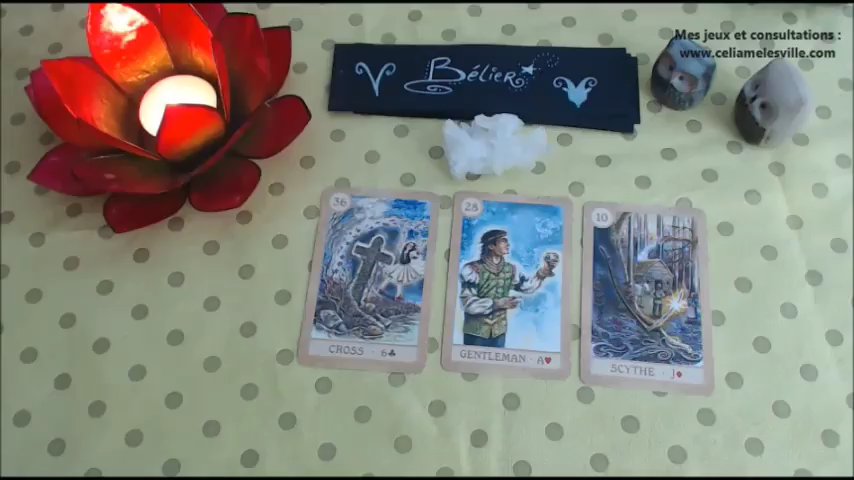 Mes jeux et consultations :
www.celiamelesville.com
Bélier
36
28
10
CROSS · 6♣
GENTLEMAN · A♥
SCYTHE · J♦